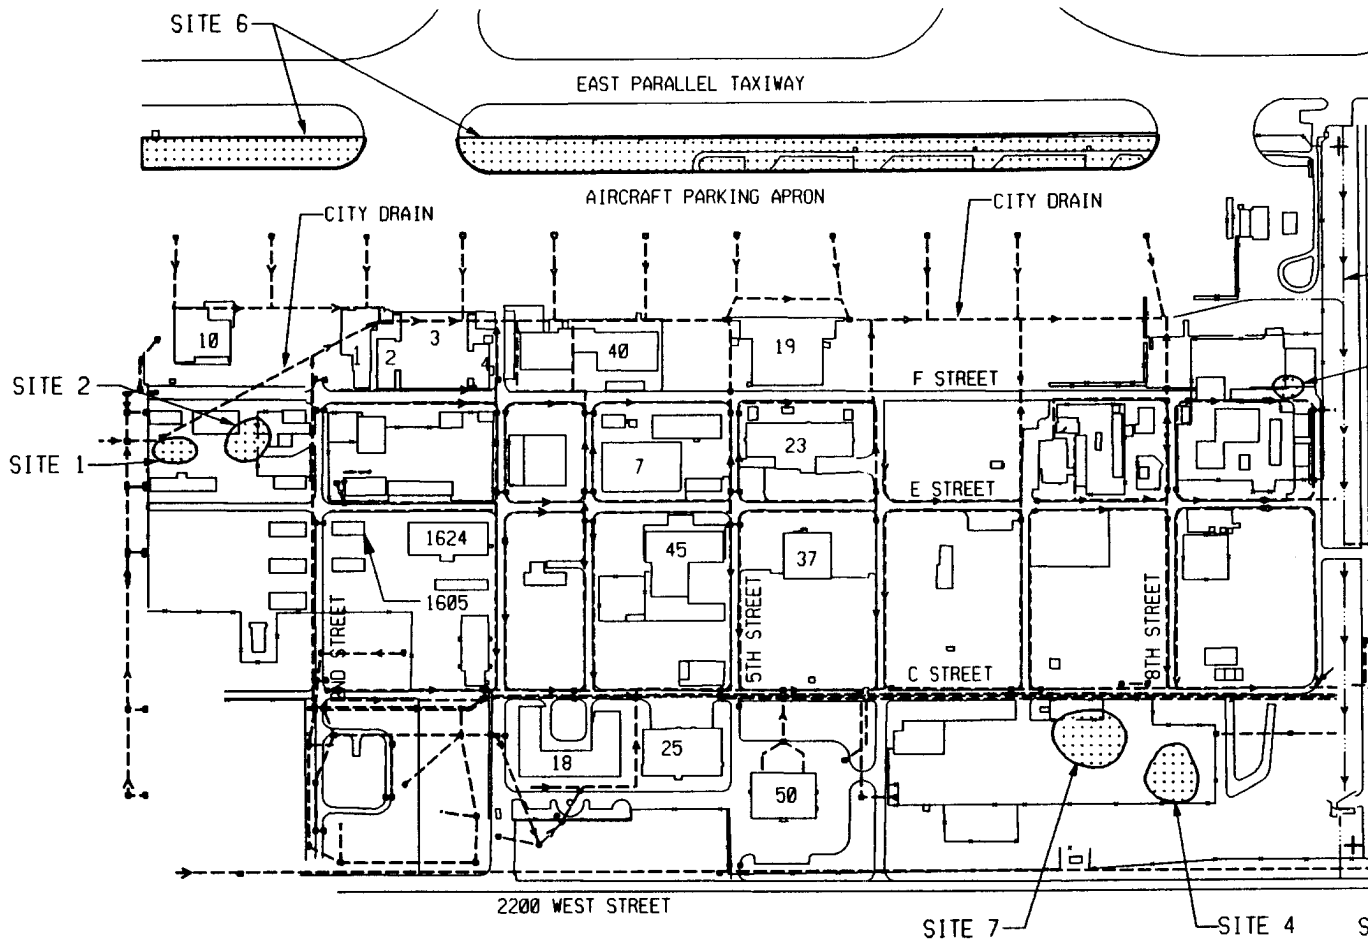 SITE 6
EAST PARALLEL TAXIWAY
AIRCRAFT PARKING APRON
CITY DRAIN
CITY DRAIN
10
1
2
3
4
40
19
F STREET
SITE 2
SITE 1
7
23
E STREET
1624
45
37
1605
5TH STREET
8TH STREET
C STREET
18
25
50
2200 WEST STREET
SITE 7
SITE 4